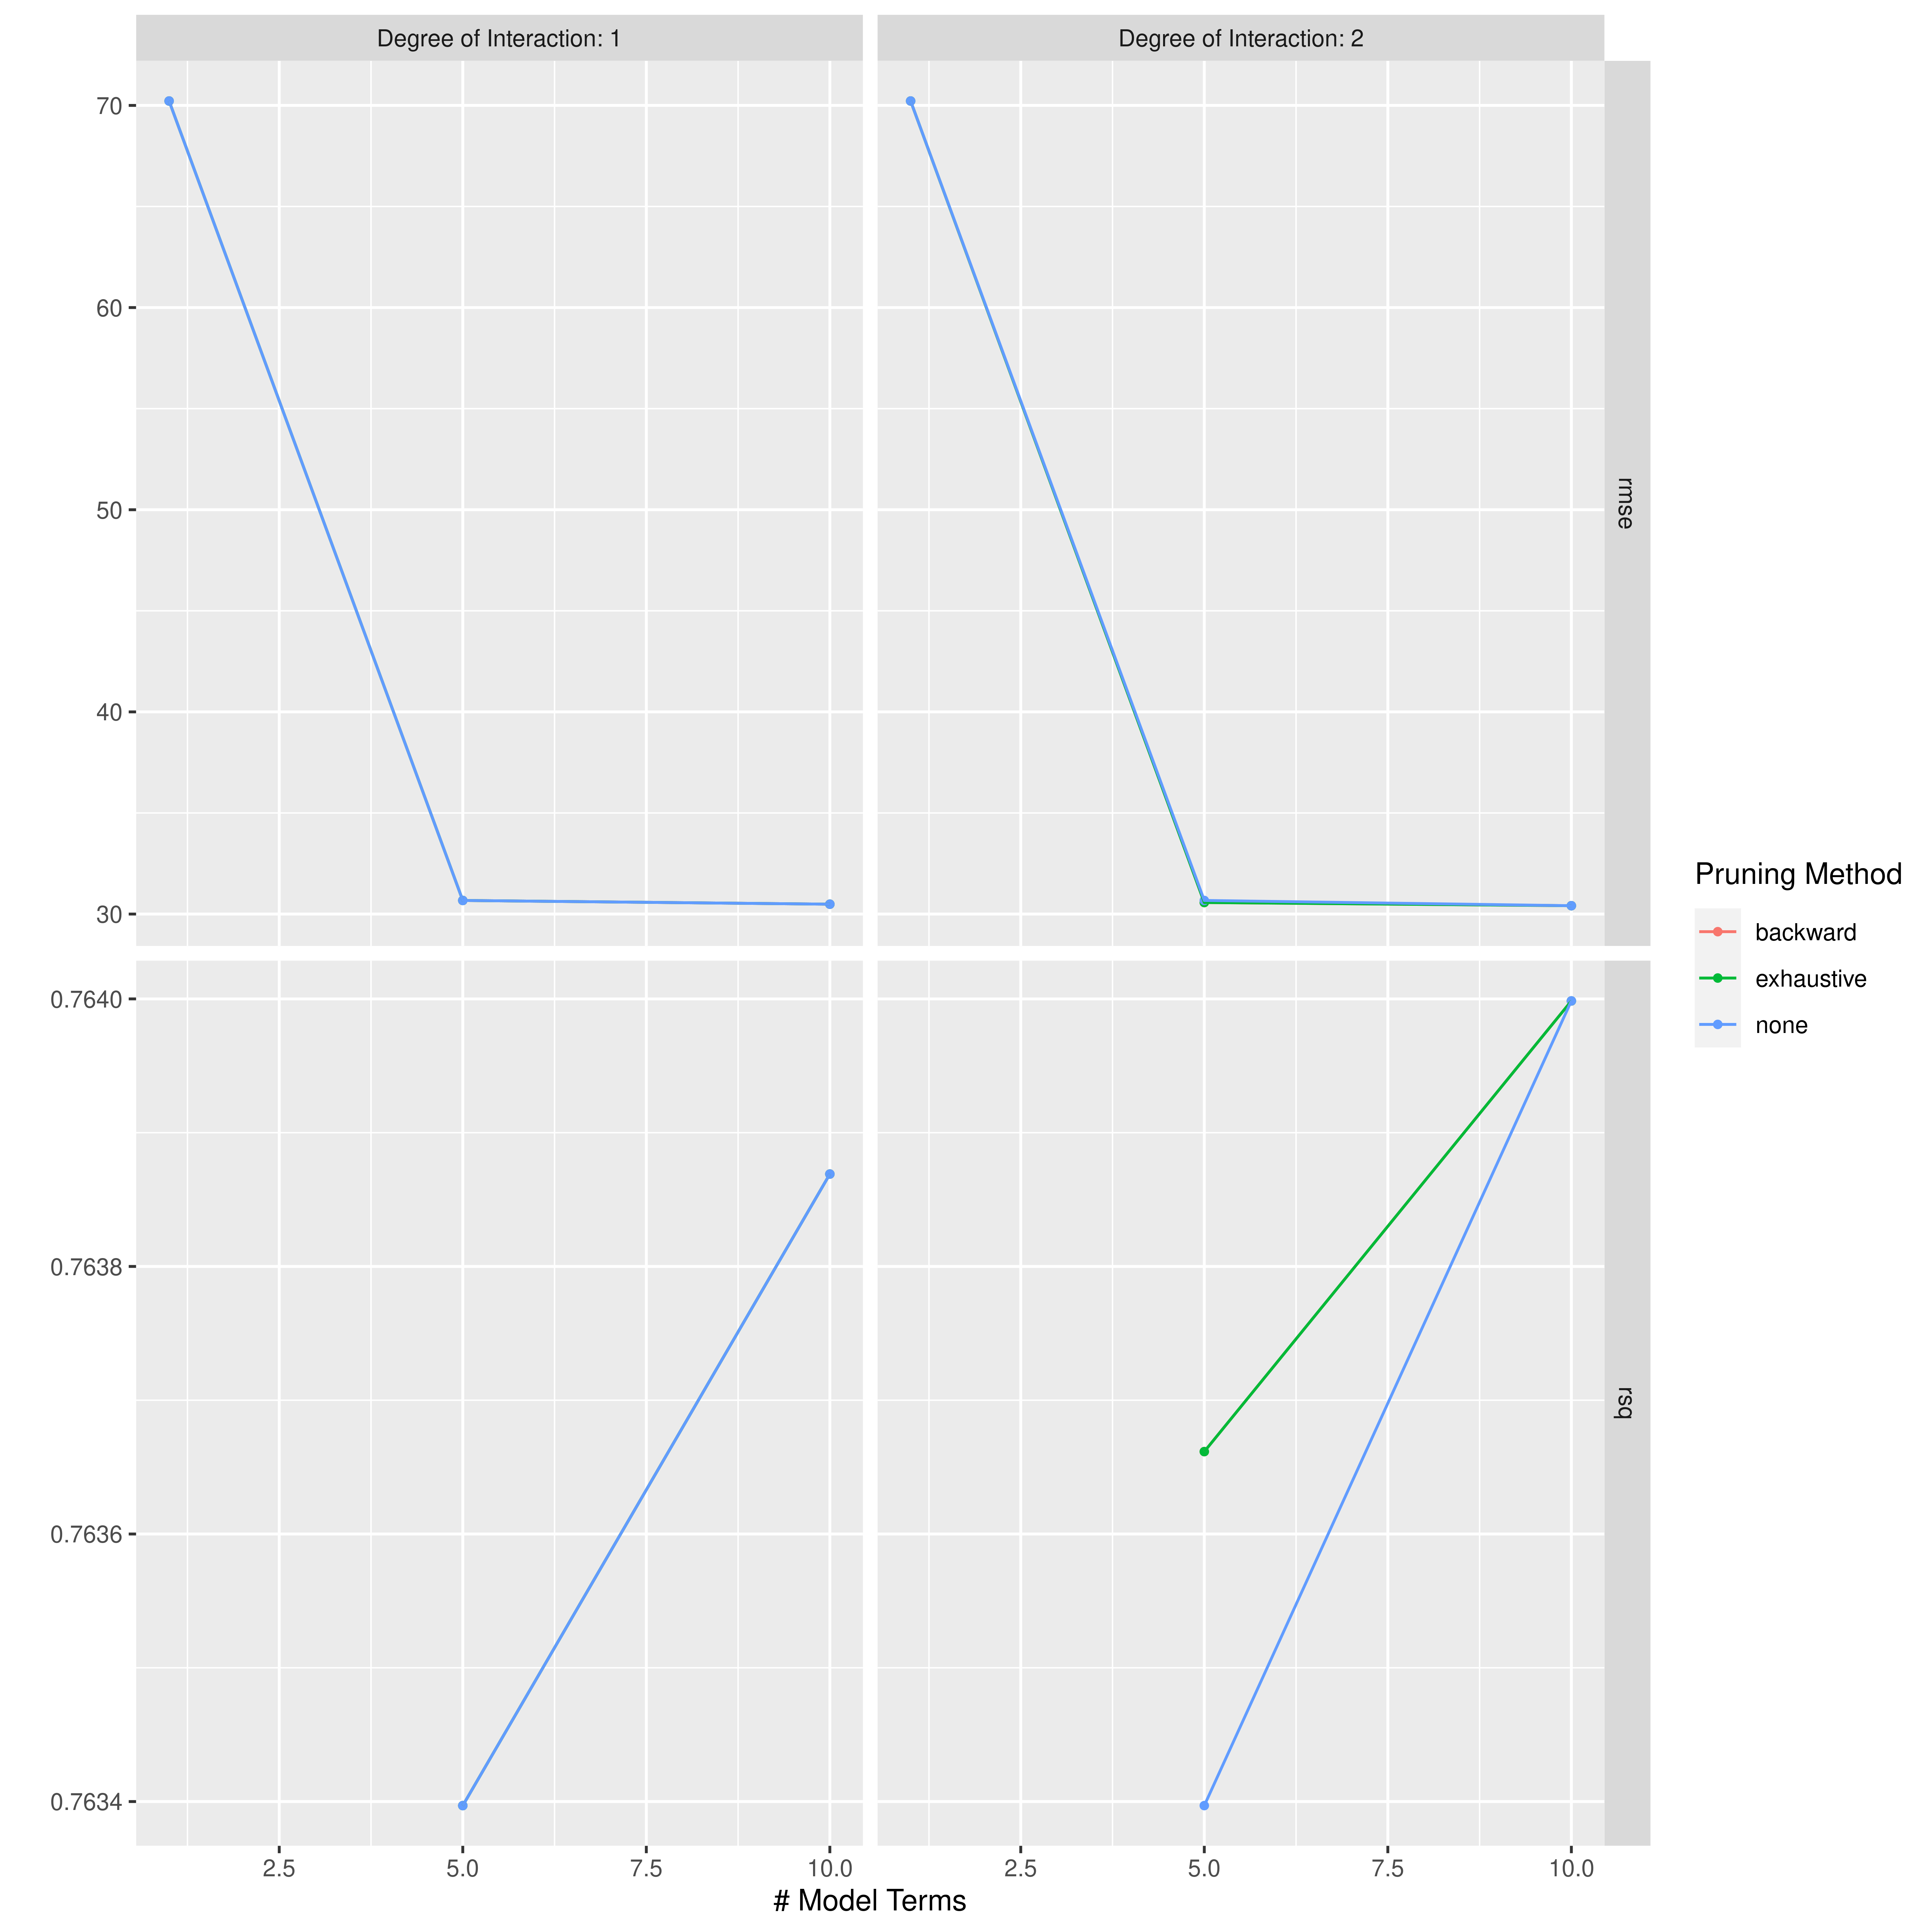 Degree of Interaction: 1
Degree of Interaction: 2
70
60
50
40
30
rmse
0.7640
0.7638
0.7636
0.7634
rsq
2.5
5.0
7.5
10.0
2.5
5.0
7.5
10.0
# Model Terms
Pruning Method
backward
exhaustive
none